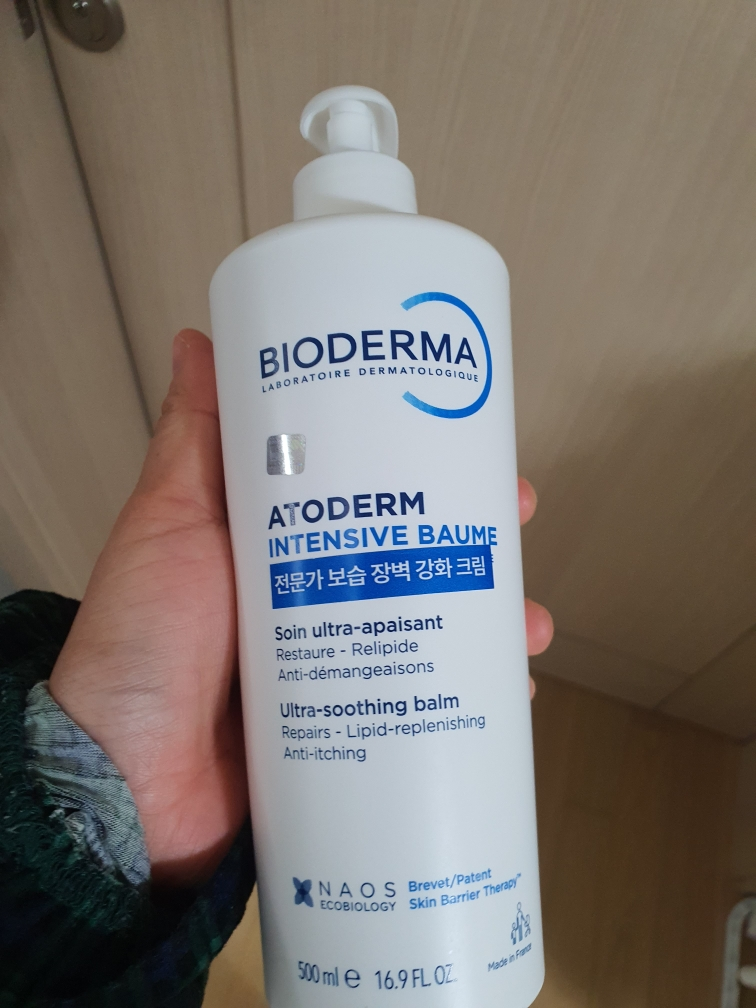 BIODERMA
LABORATOIRE DERMATOLOGIQUE
ATODERM
INTENSIVE BAUME
전문가 보습 장벽 강화 크림
Soin ultra-apaisant
Restaure - Relipide
Anti-démangeaisons
Ultra-soothing balm
Repairs - Lipid-replenishing
Anti-itching
NAOS
ECOBIOLOGY
Brevet/Patent
Skin Barrier Therapy™
Made in France
500 ml ℮ 16.9 FL. OZ.